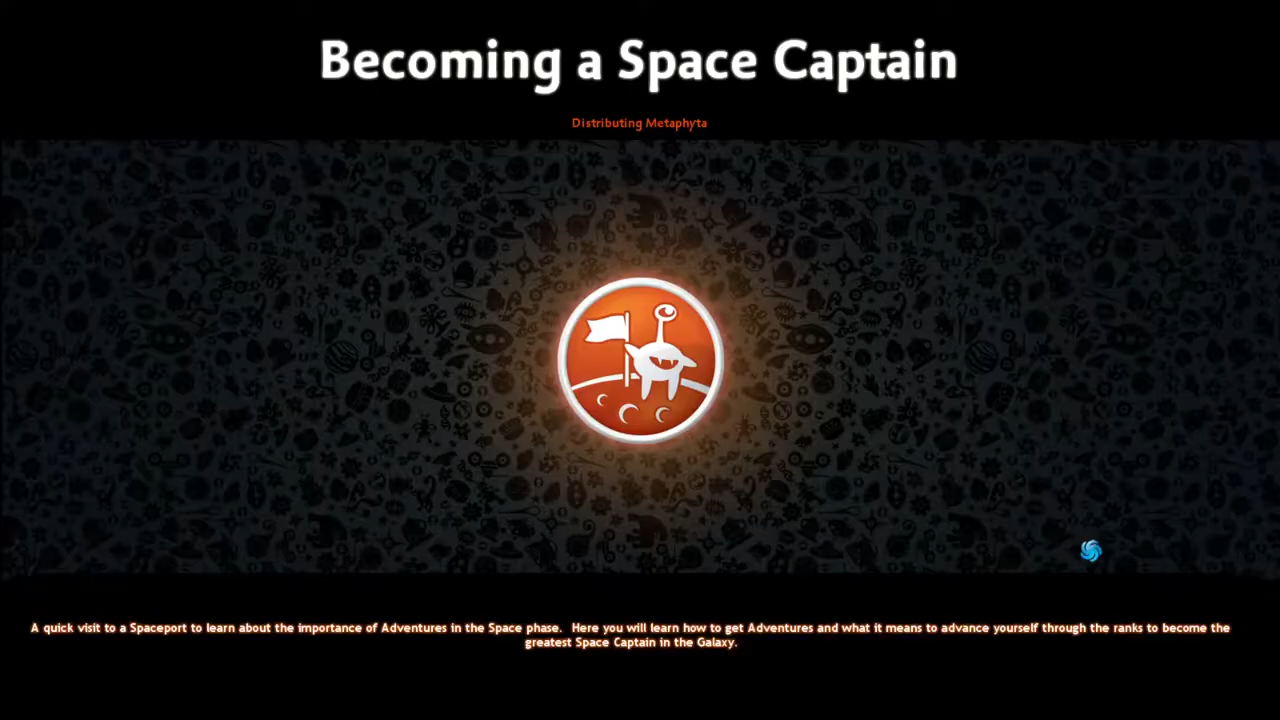 Becoming a Space Captain
Distributing Metaphyta
A quick visit to a Spaceport to learn about the importance of Adventures in the Space phase.  Here you will learn how to get Adventures and what it means to advance yourself through the ranks to become the
greatest Space Captain in the Galaxy.